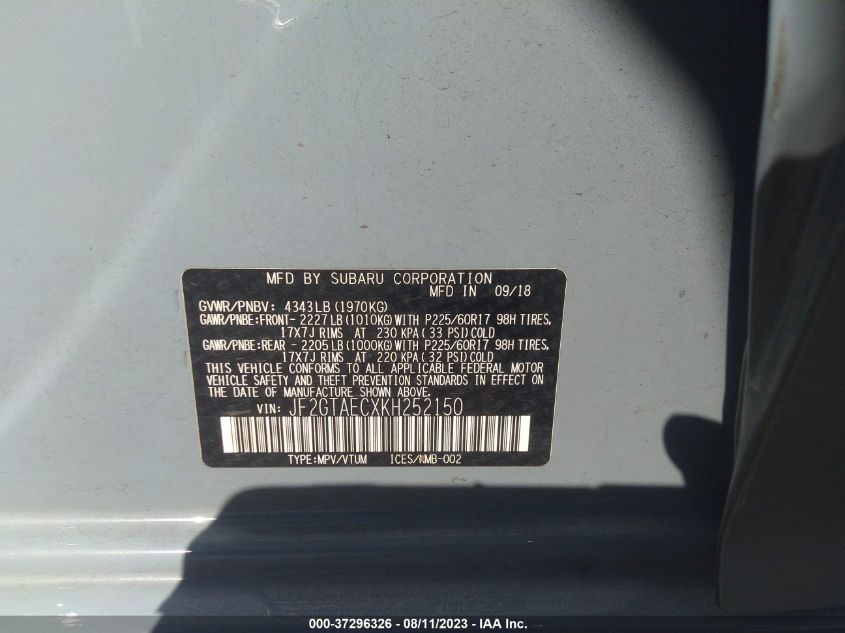 MFD BY SUBARU CORPORATION
MFD IN 09/18
GVWR/PNBV: 4343LB (1970KG)
GAWR/PNBE:FRONT- 2227LB (1010KG) WITH P225/60R17 98H TIRES,
17X7J RIMS AT 230 KPA ( 33 PSI) COLD
GAWR/PNBE:REAR - 2205LB (1000KG) WITH P225/60R17 98H TIRES,
17X7J RIMS AT 220 KPA ( 32 PSI) COLD
THIS VEHICLE CONFORMS TO ALL APPLICABLE FEDERAL MOTOR
VEHICLE SAFETY AND THEFT PREVENTION STANDARDS IN EFFECT
ON THE DATE OF MANUFACTURE SHOWN ABOVE.
VIN: JF2GTAECXKH252150
TYPE:MPV/VTUM ICES/NMB-002
000-37296326 - 08/11/2023 - IAA Inc.